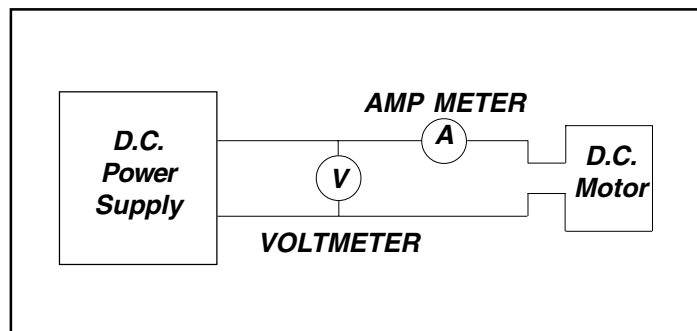 D.C.
Power
Supply
AMP METER
A
V
VOLTMETER
D.C.
Motor